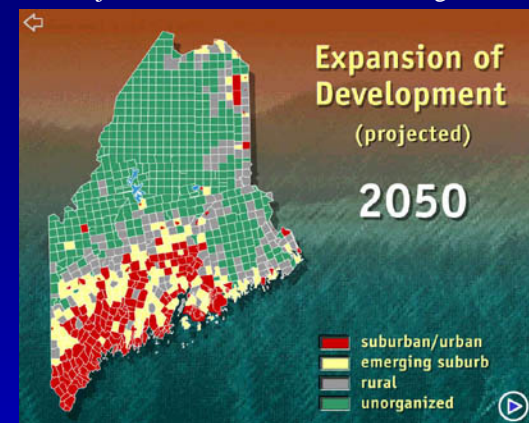 Expansion of
Development
(projected)
2050
suburban/urban
emerging suburb
rural
unorganized